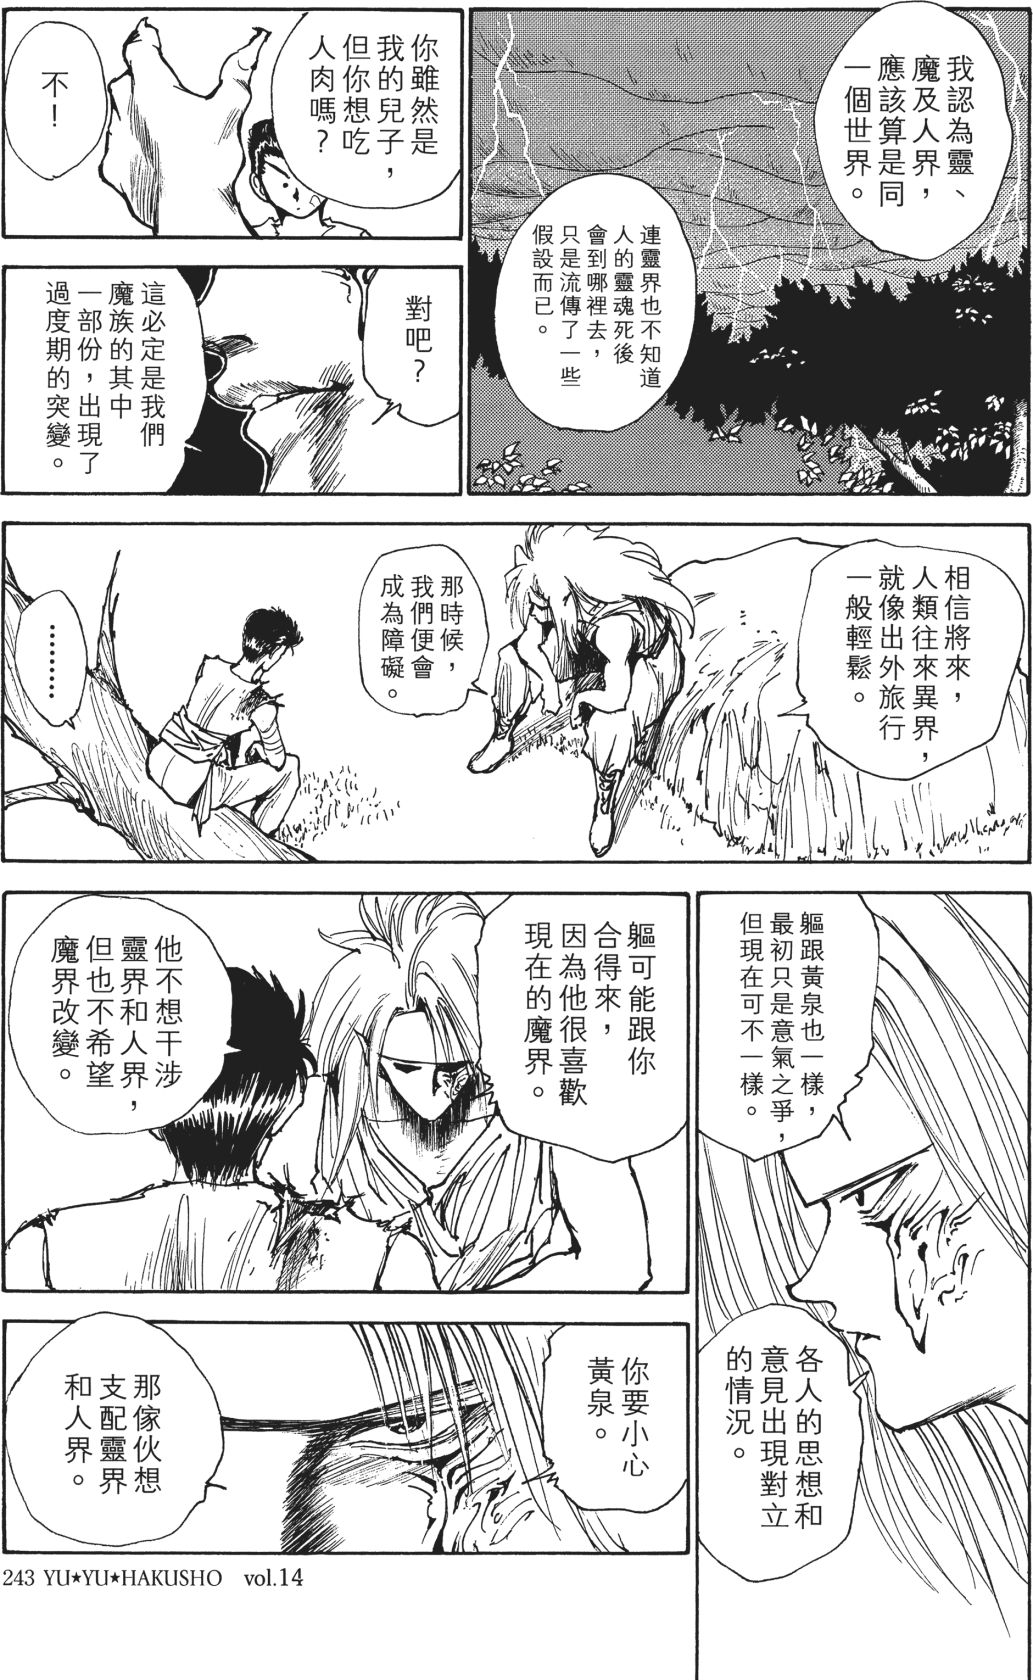 我認為靈、
魔及人界，
應該算是同
一個世界。
連靈界也不知道
人的靈魂死後
會到哪裡去，
只是流傳了一些
假設而已。
你雖然是
我的兒子，
但你想吃
人肉嗎？
不！
對吧？
這必定是我們
魔族的其中
一部份，出現了
過度期的突變。
相信將來，
人類往來異界，
就像出外旅行
一般輕鬆。
那時候，
我們便會
成為障礙。
………
軀跟黃泉也一樣，
最初只是意氣之爭，
但現在可不一樣。
各人的思想和
意見出現對立
的情況。
軀可能跟你
合得來，
因為他很喜歡
現在的魔界。
他不想干涉
靈界和人界，
但也不希望
魔界改變。
你要小心
黃泉。
那傢伙想
支配靈界
和人界。
243 YU★YU★HAKUSHO vol.14